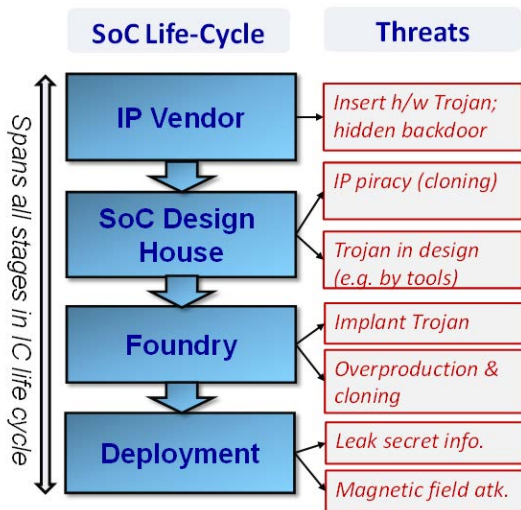 SoC Life-Cycle
Threats
Spans all stages in IC life cycle
IP Vendor
Insert h/w Trojan;
hidden backdoor
SoC Design
House
IP piracy (cloning)
Trojan in design
(e.g. by tools)
Foundry
Implant Trojan
Overproduction &
cloning
Deployment
Leak secret info.
Magnetic field atk.